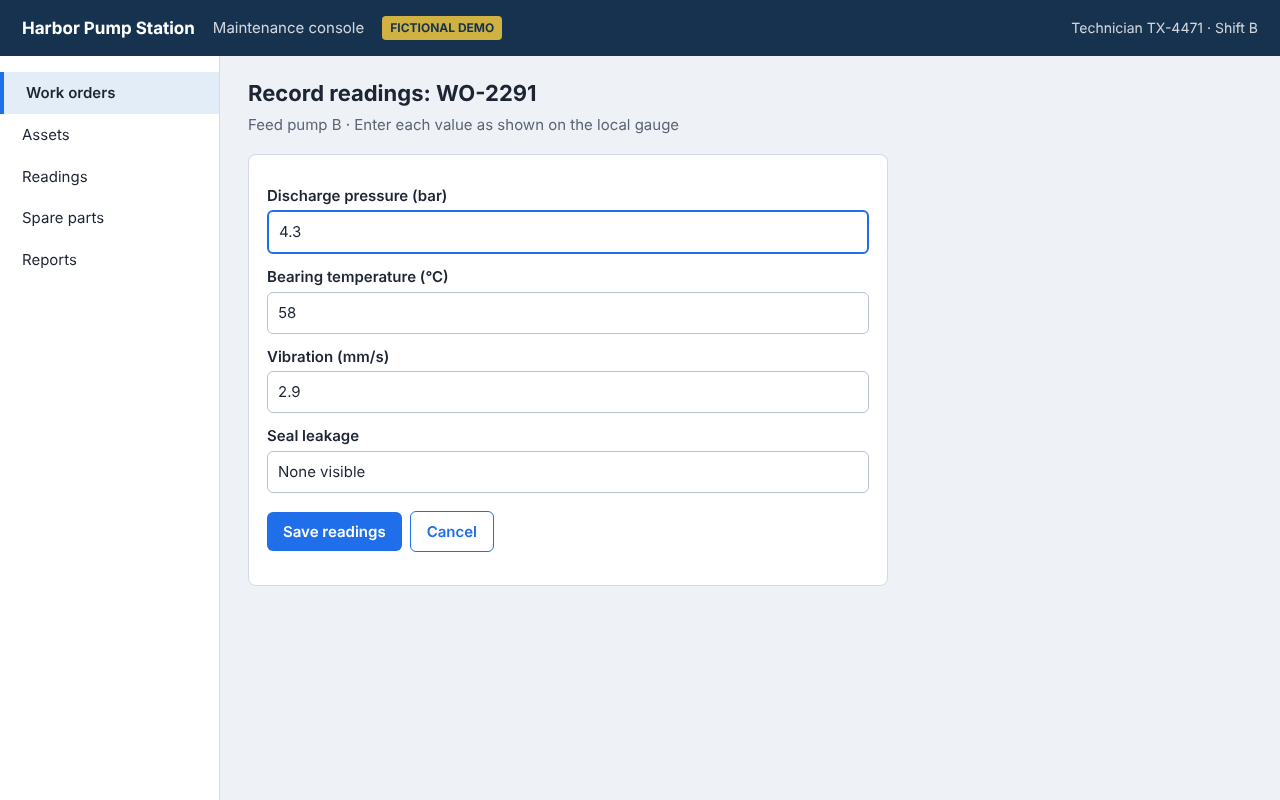 Harbor Pump Station Maintenance console FICTIONAL DEMO Technician TX-4471 · Shift B
Work orders
Assets
Readings
Spare parts
Reports
Record readings: WO-2291
Feed pump B · Enter each value as shown on the local gauge
Discharge pressure (bar)
4.3
Bearing temperature (°C)
58
Vibration (mm/s)
2.9
Seal leakage
None visible
Save readings Cancel